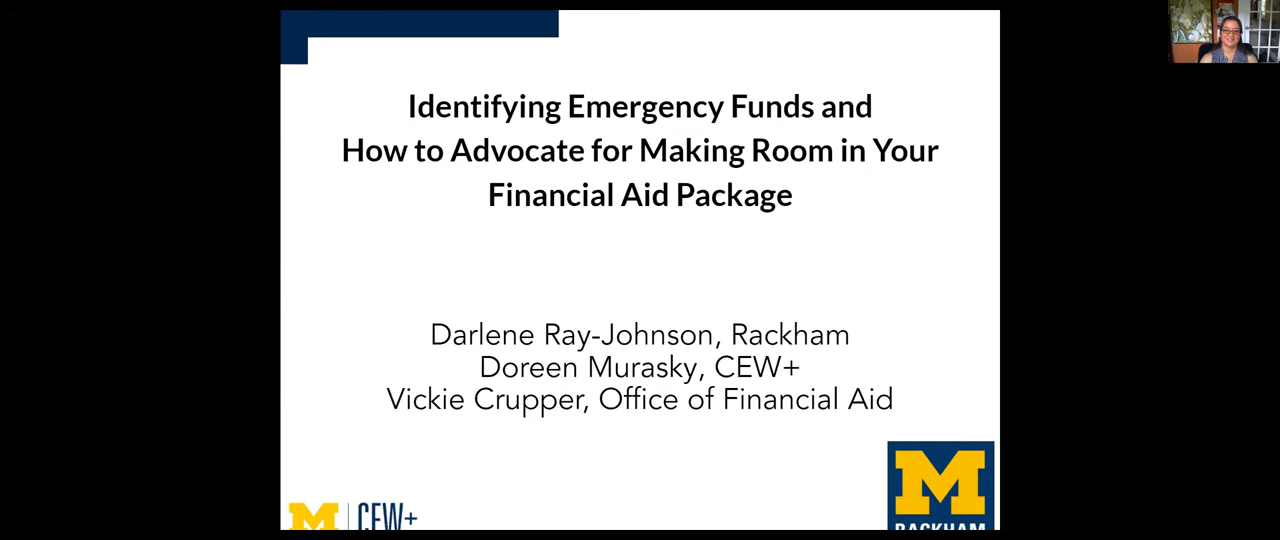 Identifying Emergency Funds and
How to Advocate for Making Room in Your
Financial Aid Package
Darlene Ray-Johnson, Rackham
Doreen Murasky, CEW+
Vickie Crupper, Office of Financial Aid
M
M | CEW+
RACKHAM